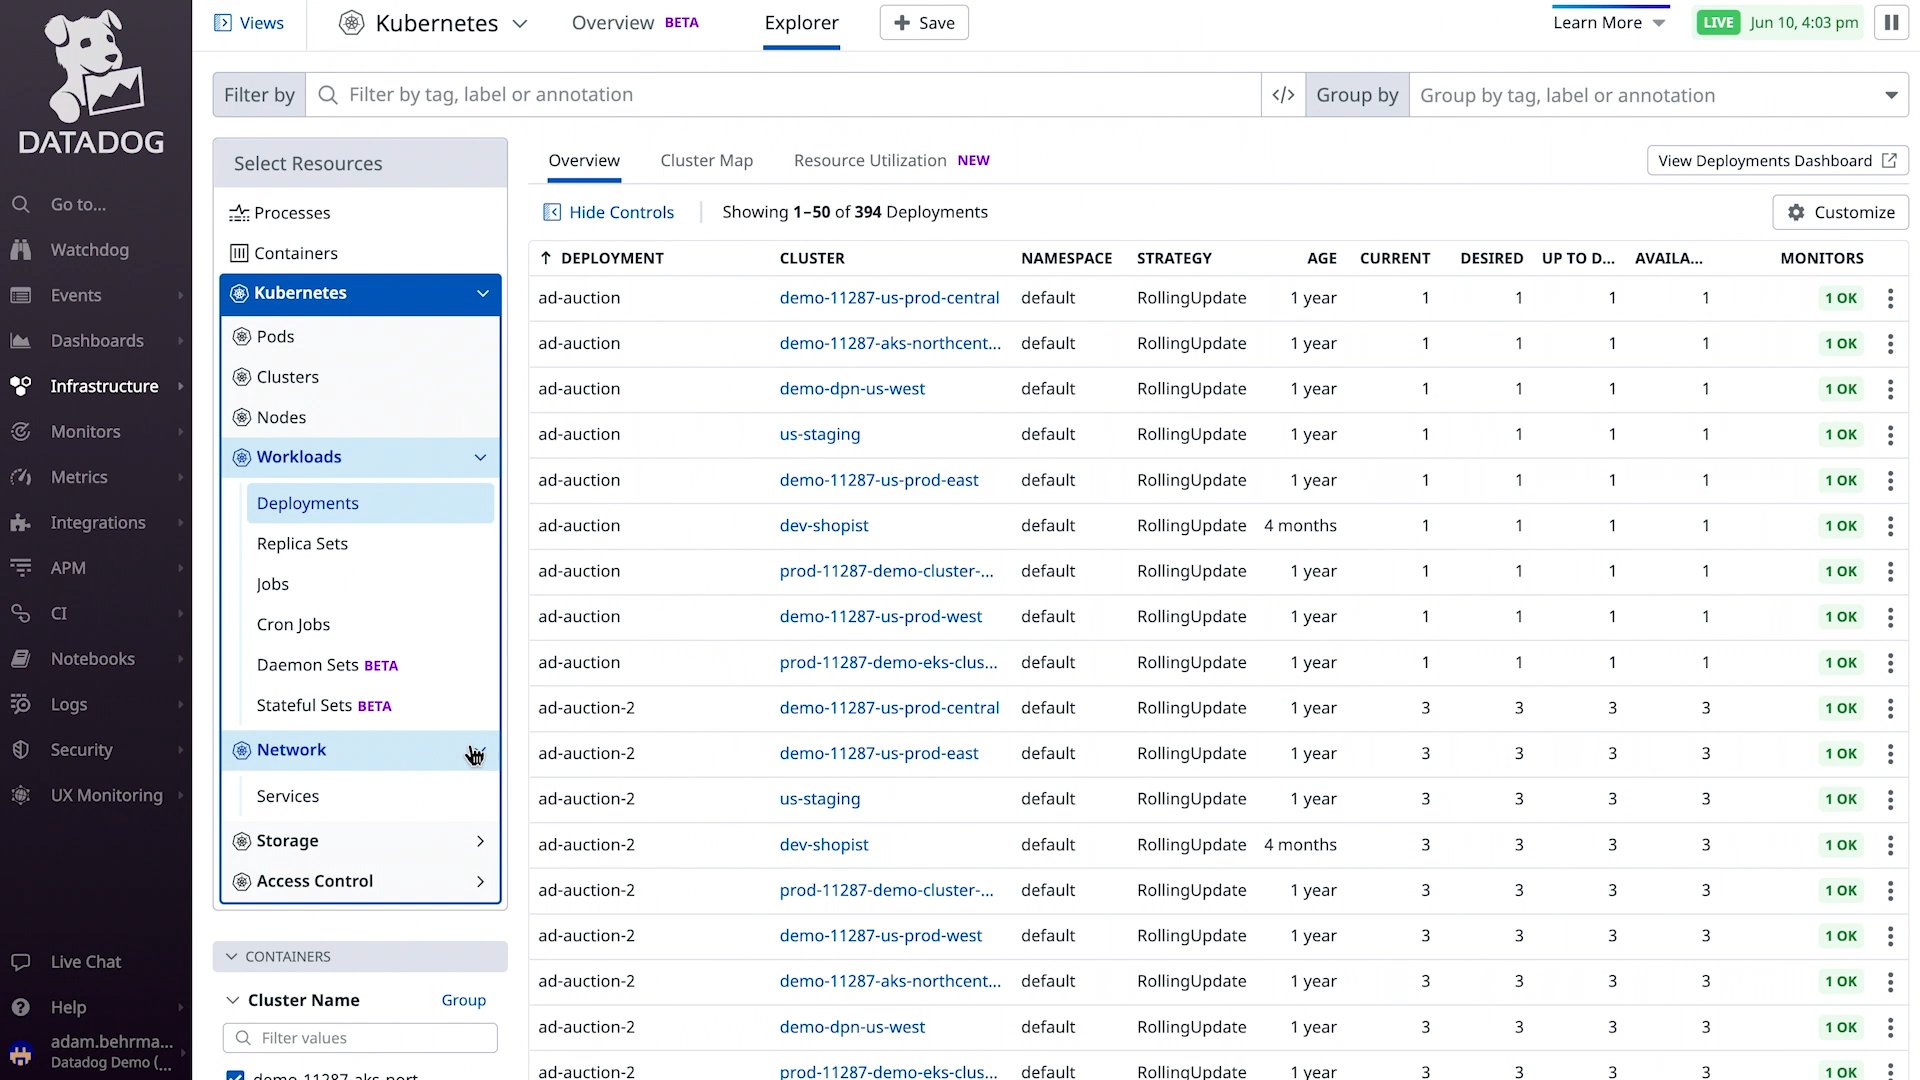 DATADOG
Go to...
Watchdog
Events
Dashboards
Infrastructure
Monitors
Metrics
Integrations
APM
CI
Notebooks
Logs
Security
UX Monitoring
Live Chat
Help
adam.behrma...
Datadog Demo (...
Views
Kubernetes
Overview BETA
Explorer
+ Save
Learn More
LIVE Jun 10, 4:03 pm
Filter by
Filter by tag, label or annotation
</>
Group by
Group by tag, label or annotation
Select Resources
Processes
Containers
Kubernetes
Pods
Clusters
Nodes
Workloads
Deployments
Replica Sets
Jobs
Cron Jobs
Daemon Sets BETA
Stateful Sets BETA
Network
Services
Storage
Access Control
CONTAINERS
Cluster Name Group
Filter values
demo-11287-aks-nort...
Overview Cluster Map Resource Utilization NEW
View Deployments Dashboard
Hide Controls Showing 1–50 of 394 Deployments
Customize
↑ DEPLOYMENT CLUSTER NAMESPACE STRATEGY AGE CURRENT DESIRED UP TO D... AVAILA... MONITORS
ad-auction demo-11287-us-prod-central default RollingUpdate 1 year 1 1 1 1 1 OK
ad-auction demo-11287-aks-northcent... default RollingUpdate 1 year 1 1 1 1 1 OK
ad-auction demo-dpn-us-west default RollingUpdate 1 year 1 1 1 1 1 OK
ad-auction us-staging default RollingUpdate 1 year 1 1 1 1 1 OK
ad-auction demo-11287-us-prod-east default RollingUpdate 1 year 1 1 1 1 1 OK
ad-auction dev-shopist default RollingUpdate 4 months 1 1 1 1 1 OK
ad-auction prod-11287-demo-cluster-... default RollingUpdate 1 year 1 1 1 1 1 OK
ad-auction demo-11287-us-prod-west default RollingUpdate 1 year 1 1 1 1 1 OK
ad-auction prod-11287-demo-eks-clus... default RollingUpdate 1 year 1 1 1 1 1 OK
ad-auction-2 demo-11287-us-prod-central default RollingUpdate 1 year 3 3 3 3 1 OK
ad-auction-2 demo-11287-us-prod-east default RollingUpdate 1 year 3 3 3 3 1 OK
ad-auction-2 us-staging default RollingUpdate 1 year 3 3 3 3 1 OK
ad-auction-2 dev-shopist default RollingUpdate 4 months 3 3 3 3 1 OK
ad-auction-2 prod-11287-demo-cluster-... default RollingUpdate 1 year 3 3 3 3 1 OK
ad-auction-2 demo-11287-us-prod-west default RollingUpdate 1 year 3 3 3 3 1 OK
ad-auction-2 demo-11287-aks-northcent... default RollingUpdate 1 year 3 3 3 3 1 OK
ad-auction-2 demo-dpn-us-west default RollingUpdate 1 year 3 3 3 3 1 OK
ad-auction-2 prod-11287-demo-eks-clus... default RollingUpdate 1 year 3 3 3 3 1 OK